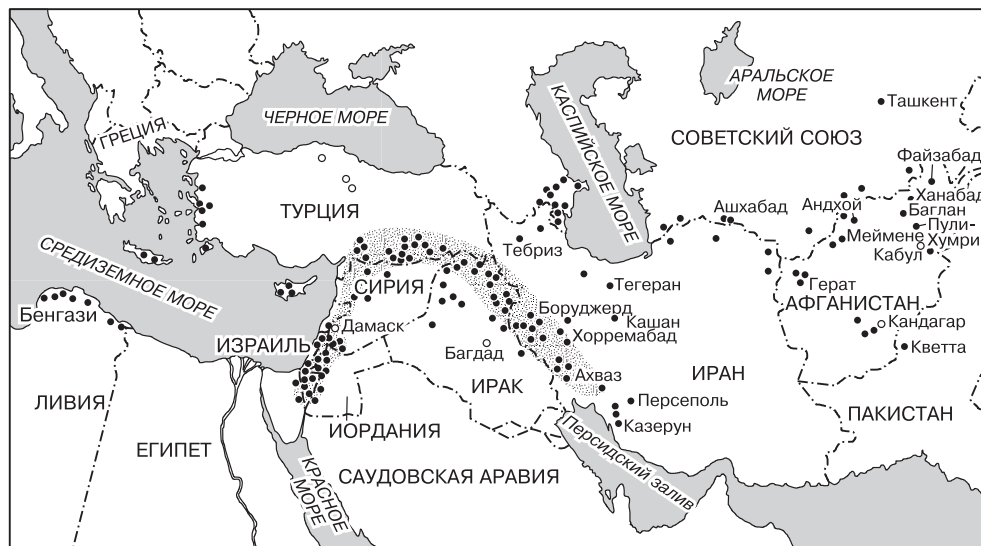 АРАЛЬСКОЕ
МОРЕ
Ташкент
ЧЕРНОЕ МОРЕ
КАСПИЙСКОЕ МОРЕ
ГРЕЦИЯ
СОВЕТСКИЙ СОЮЗ
Файзабад
Ханабад
ТУРЦИЯ
Ашхабад
Андхой
Баглан
Пули-
Хумри
Меймене
Кабул
Тебриз
СРЕДИЗЕМНОЕ МОРЕ
СИРИЯ
Тегеран
Герат
АФГАНИСТАН
Бенгази
Дамаск
Боруджерд
Кашан
Хорремабад
Кандагар
ИЗРАИЛЬ
Багдад
Кветта
Ахваз
ИРАК
ИРАН
ЛИВИЯ
Персеполь
ПАКИСТАН
ИОРДАНИЯ
Казерун
ЕГИПЕТ
Персидский залив
КРАСНОЕ
МОРЕ
САУДОВСКАЯ АРАВИЯ